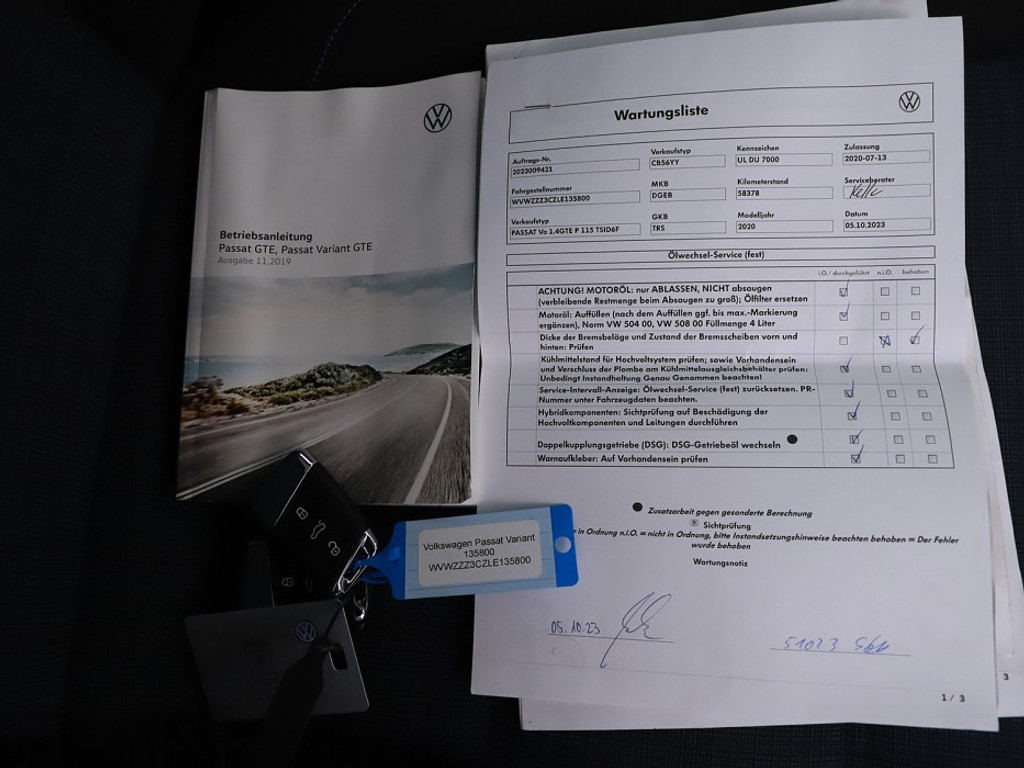 Betriebsanleitung
Passat GTE, Passat Variant GTE
Ausgabe 11.2019
Volkswagen Passat Variant
135800
WVWZZZ3CZLE135800
Wartungsliste
Auftrags-Nr.
2023009421
Verkaufstyp
CB56YY
Kennzeichen
UL DU 7000
Zulassung
2020-07-13
Fahrgestellnummer
WVWZZZ3CZLE135800
MKB
DGEB
Kilometerstand
58378
Serviceberater
Verkaufstyp
PASSAT Va 1.4GTE P 115 TSID6F
GKB
TRS
Modelljahr
2020
Datum
05.10.2023
Ölwechsel-Service (fest)
i.O./ durchgeführt n.i.O. behoben
ACHTUNG! MOTORÖL: nur ABLASSEN, NICHT absaugen
(verbleibende Restmenge beim Absaugen zu groß); Ölfilter ersetzen
Motoröl: Auffüllen (nach dem Auffüllen ggf. bis max.-Markierung
ergänzen), Norm VW 504 00, VW 508 00 Füllmenge 4 Liter
Dicke der Bremsbeläge und Zustand der Bremsscheiben vorn und
hinten: Prüfen
Kühlmittelstand für Hochvoltsystem prüfen; sowie Vorhandensein
und Verschluss der Plombe am Kühlmittelausgleichsbehälter prüfen:
Unbedingt Instandhaltung Genau Genommen beachten!
Service-Intervall-Anzeige: Ölwechsel-Service (fest) zurücksetzen. PR-
Nummer unter Fahrzeugdaten beachten.
Hybridkomponenten: Sichtprüfung auf Beschädigung der
Hochvoltkomponenten und Leitungen durchführen
Doppelkupplungsgetriebe (DSG): DSG-Getriebeöl wechseln
Warnaufkleber: Auf Vorhandensein prüfen
Zusatzarbeit gegen gesonderte Berechnung
Sichtprüfung
= in Ordnung n.i.O. = nicht in Ordnung, bitte Instandsetzungshinweise beachten behoben = Der Fehler
wurde behoben
Wartungsnotiz
05.10.23
51023
1 / 3
3